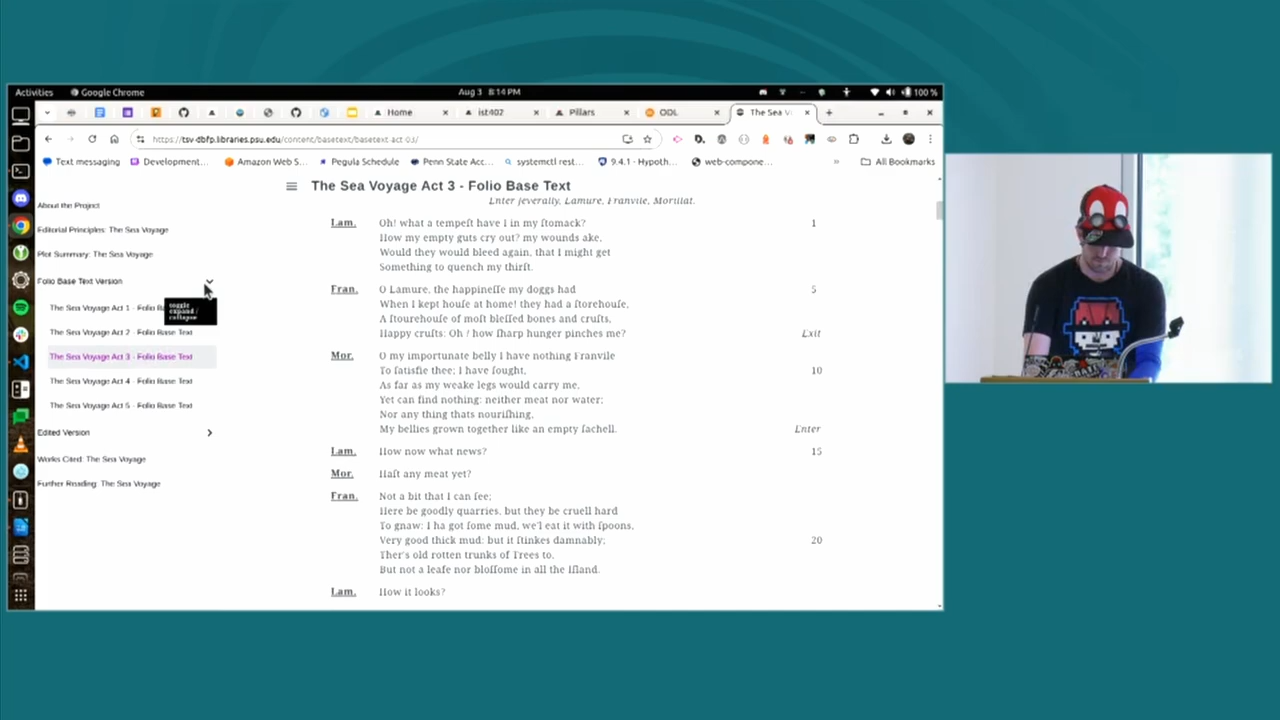 Activities
Google Chrome
Aug 3 8:14 PM
100 %
Home
ist402
Pillars
OOL
The Sea V
https://tsv-dbfp.libraries.psu.edu/content/basetext/basetext-act-03/
Text messaging
Development...
Amazon Web S...
Pegula Schedule
Penn State Acc...
systemctl rest...
9.4.1 - Hypoth...
web-compone...
All Bookmarks
About the Project
Editorial Principles: The Sea Voyage
Plot Summary: The Sea Voyage
Folio Base Text Version
toggle
expand /
collapse
The Sea Voyage Act 1 - Folio Ba
The Sea Voyage Act 2 - Folio Base Text
The Sea Voyage Act 3 - Folio Base Text
The Sea Voyage Act 4 - Folio Base Text
The Sea Voyage Act 5 - Folio Base Text
Edited Version
Works Cited: The Sea Voyage
Further Reading: The Sea Voyage
The Sea Voyage Act 3 - Folio Base Text
Enter ſeverally, Lamure, Franvile, Morillat.
Lam. Oh! what a tempeſt have I in my ſtomack? 1
How my empty guts cry out? my wounds ake,
Would they would bleed again, that I might get
Something to quench my thirſt.
Fran. O Lamure, the happineſſe my doggs had 5
When I kept houſe at home! they had a ſtorehouſe,
A ſtourehouſe of moſt bleſſed bones and cruſts,
Happy cruſts: Oh / how ſharp hunger pinches me? Exit
Mor. O my importunate belly I have nothing Franvile
To ſatisfie thee; I have ſought, 10
As far as my weake legs would carry me,
Yet can find nothing: neither meat nor water;
Nor any thing thats nouriſhing,
My bellies grown together like an empty ſachell. Enter
Lam. How now what news? 15
Mor. Haſt any meat yet?
Fran. Not a bit that I can ſee;
Here be goodly quarries, but they be cruell hard
To gnaw: I ha got ſome mud, we'l eat it with ſpoons,
Very good thick mud: but it ſtinkes damnably; 20
Ther's old rotten trunks of Trees to,
But not a leafe nor bloſſome in all the Iſland.
Lam. How it looks?